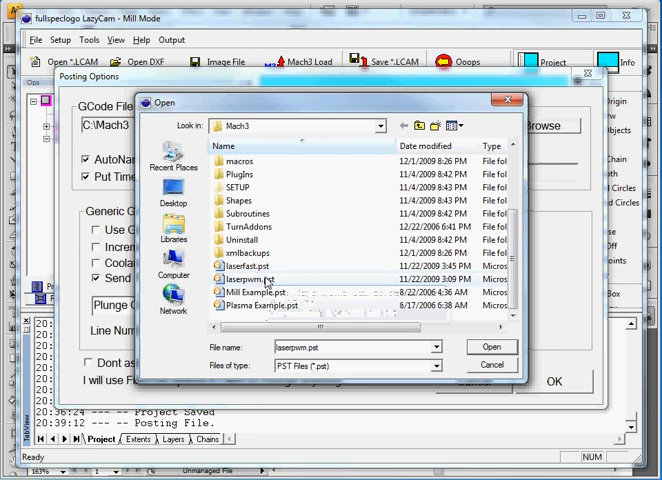 fullspeclogo LazyCam - Mill Mode
File Setup Tools View Help Output
Open *.LCAM Open DXF Image File Mach3 Load Save *.LCAM Ooops Project Info
Posting Options
Ops
GCode File
C:\Mach3
Browse
AutoNam
Put Time
Generic G
Use G
Increm
Coola
Send
Plunge C
Line Num
Dont as
I will use F
OK
Open
Look in: Mach3
Recent Places
Desktop
Libraries
Computer
Network
Name Date modified Type
macros 12/1/2009 8:26 PM File fol
PlugIns 11/4/2009 8:42 PM File fol
SETUP 11/4/2009 8:43 PM File fol
Shapes 11/4/2009 8:43 PM File fol
Subroutines 11/4/2009 8:43 PM File fol
TurnAddons 12/22/2006 6:41 PM File fol
Uninstall 11/4/2009 8:43 PM File fol
xmlbackups 11/4/2009 8:42 PM File fol
laserfast.pst 11/22/2009 3:45 PM Micros
laserpwm.pst 11/22/2009 3:09 PM Micros
Mill Example.pst 8/22/2006 4:36 AM Micros
Plasma Example.pst 8/17/2006 6:38 AM Micros
File name: laserpwm.pst Open
Files of type: PST Files (*.pst) Cancel
Origin
Objects
Chain
th
d Circles
Circles
Box
20:36:24 --- -- Project Saved
20:39:12 --- -- Posting File.
TabView
Project Extents Layers Chains
Ready NUM
163% Unmanaged File